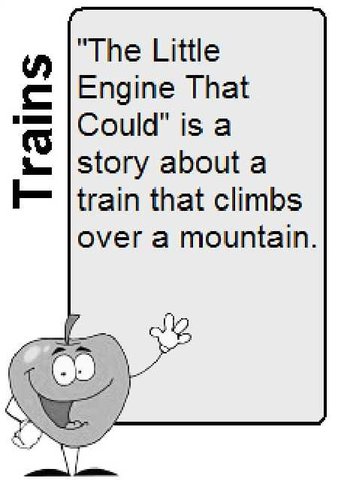 Trains
"The Little
Engine That
Could" is a
story about a
train that climbs
over a mountain.